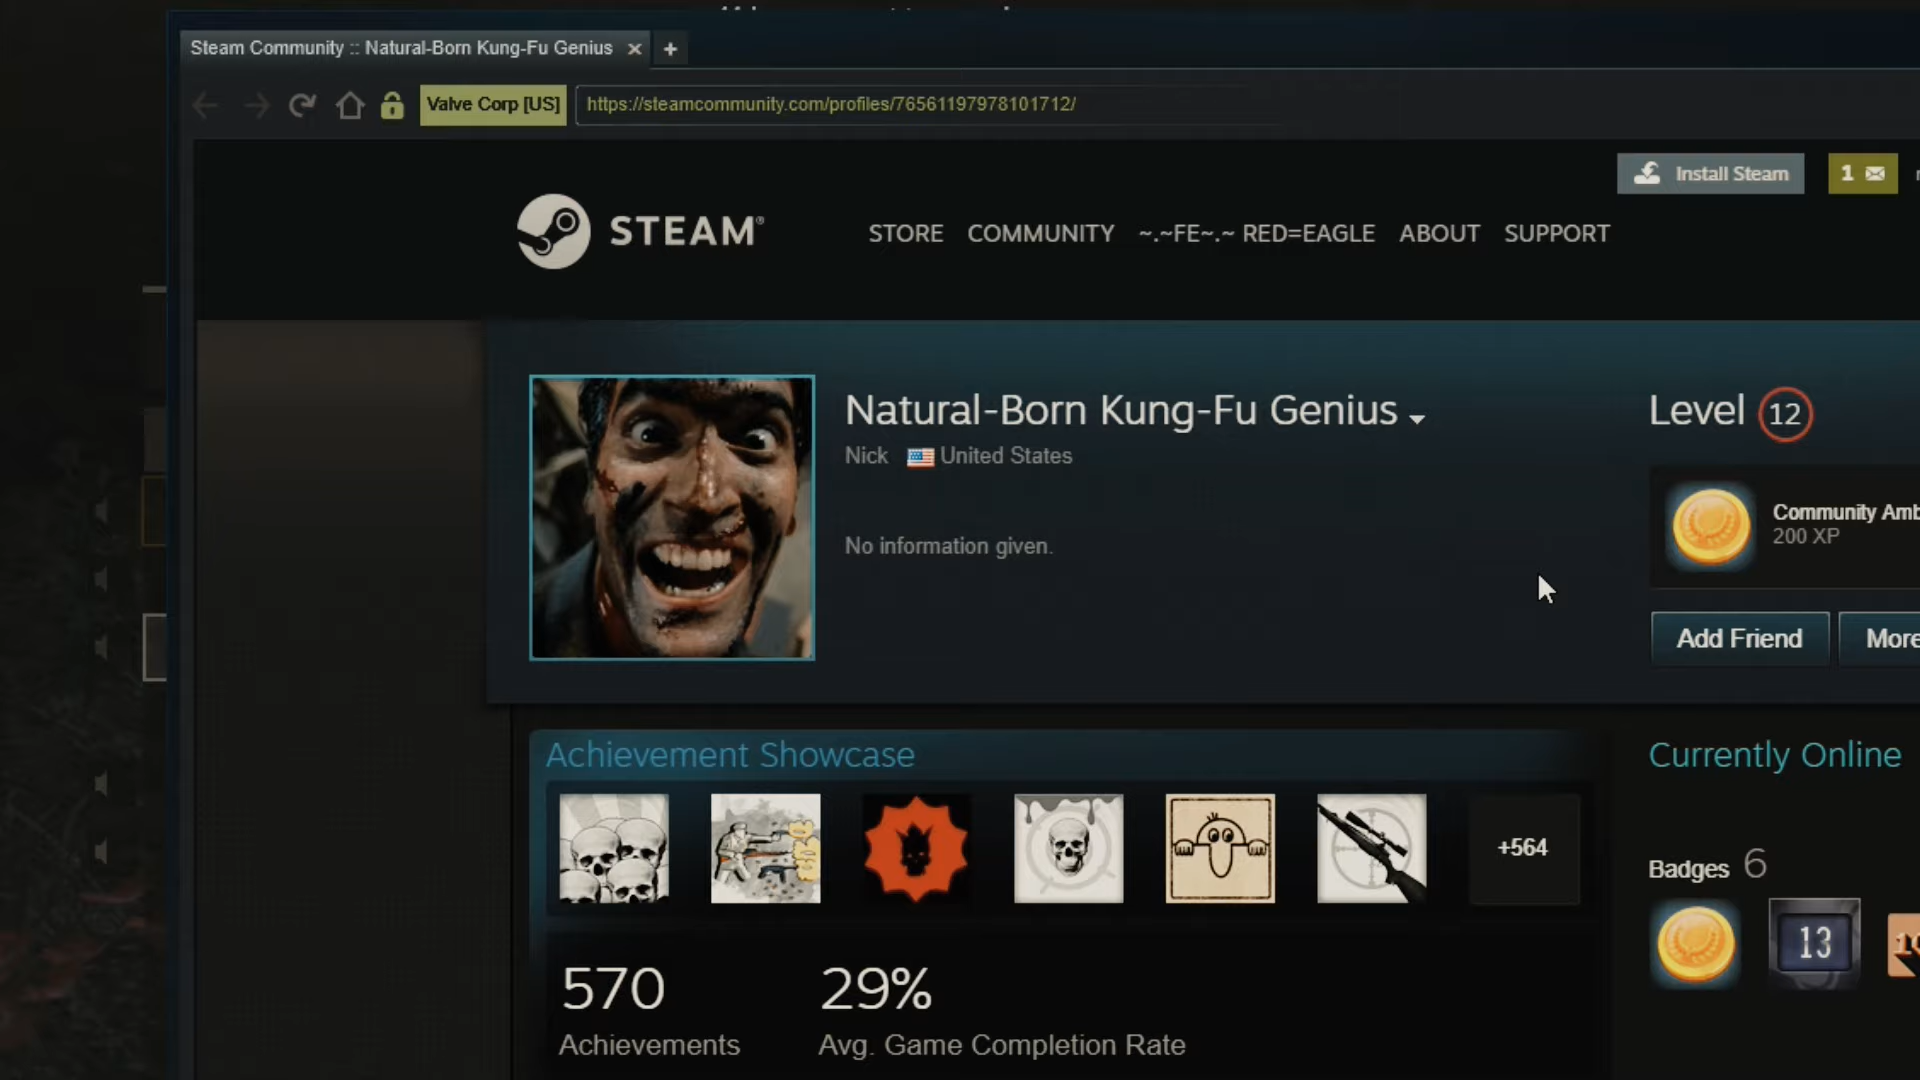 Steam Community :: Natural-Born Kung-Fu Genius
Valve Corp [US]
https://steamcommunity.com/profiles/76561197978101712/
Install Steam
1
STEAM®
STORE COMMUNITY ~.~FE~.~ RED=EAGLE ABOUT SUPPORT
Natural-Born Kung-Fu Genius
Nick United States
No information given.
Level 12
Community Amb
200 XP
Add Friend
More
Achievement Showcase
+564
570
Achievements
29%
Avg. Game Completion Rate
Currently Online
Badges 6
13